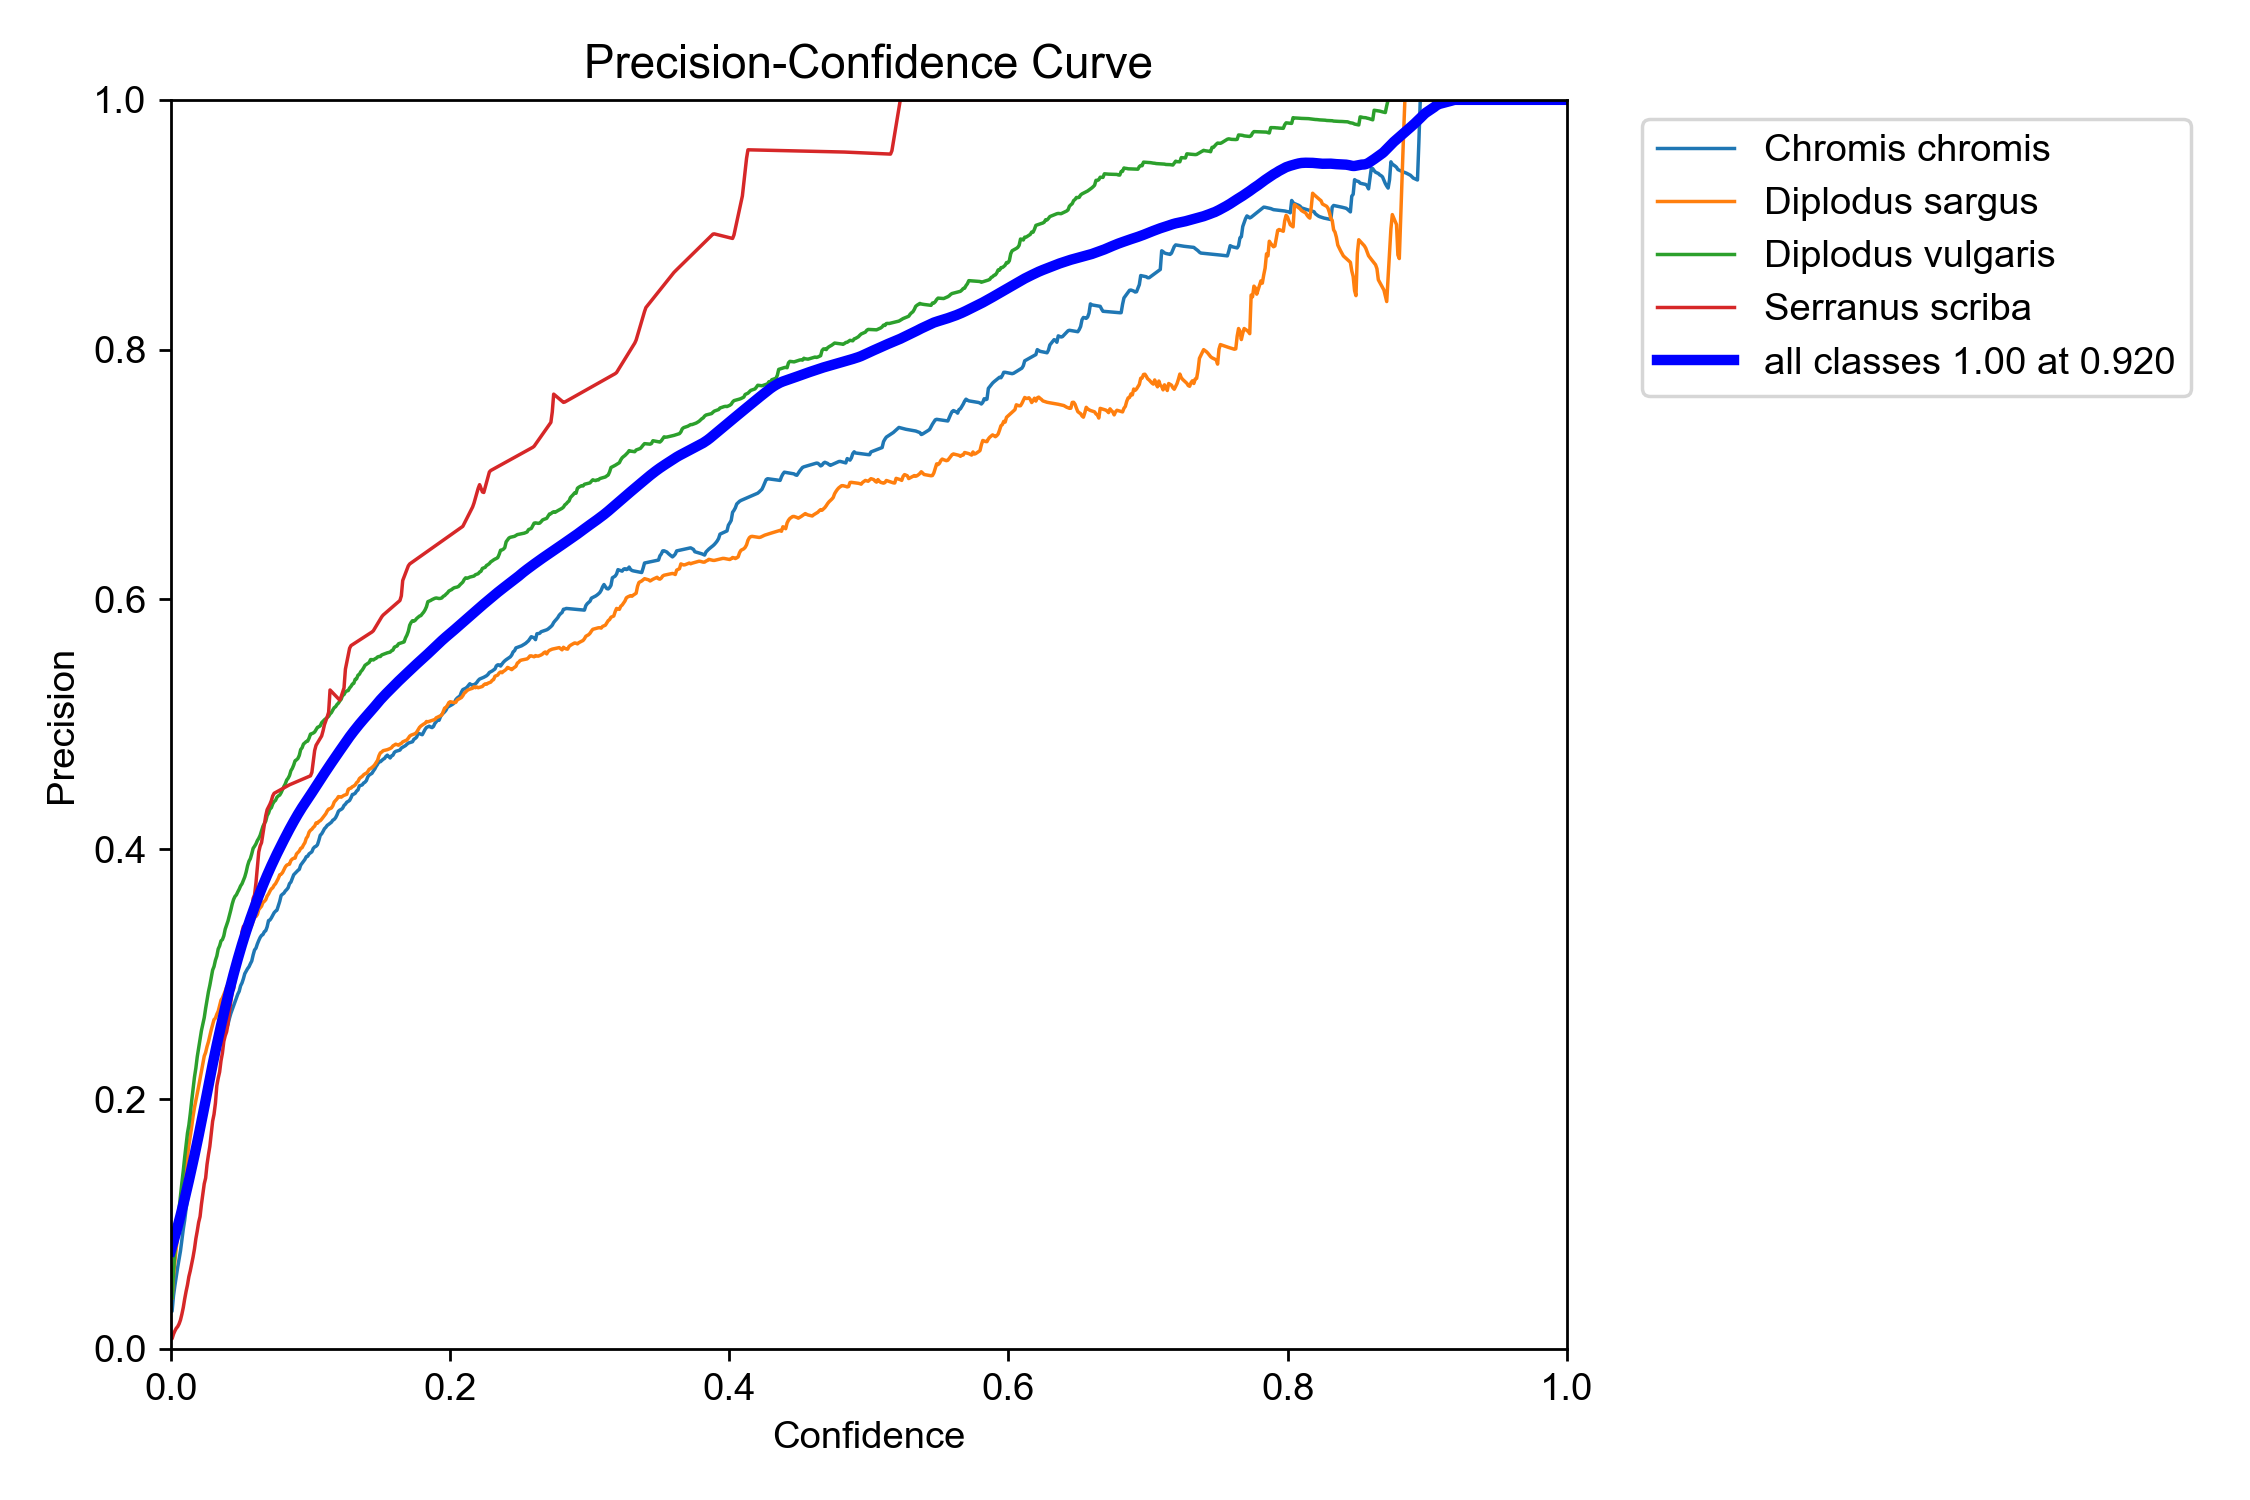 Precision-Confidence Curve
1.0
0.8
0.6
0.4
0.2
0.0
Precision
0.0 0.2 0.4 0.6 0.8 1.0
Confidence
Chromis chromis
Diplodus sargus
Diplodus vulgaris
Serranus scriba
all classes 1.00 at 0.920